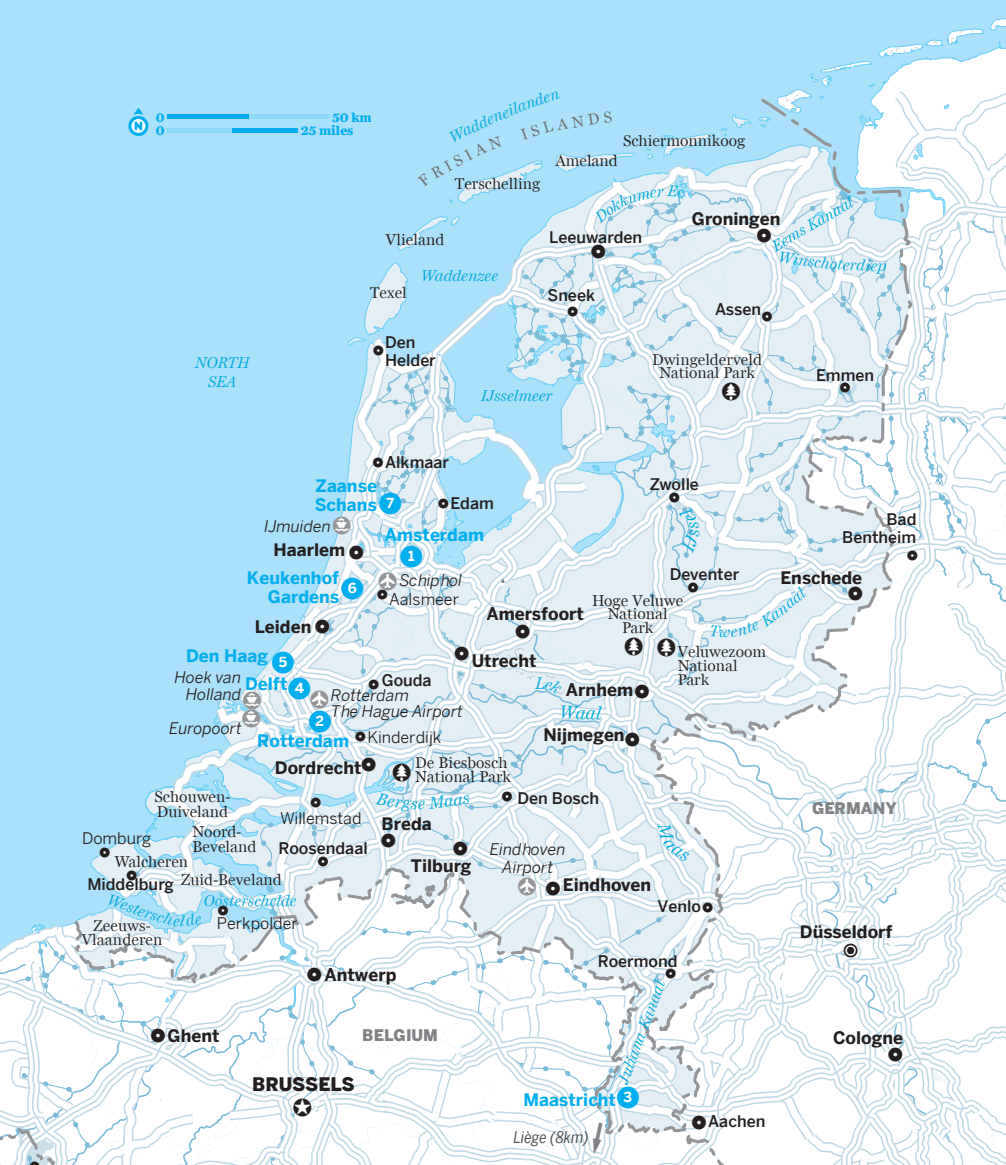 Waddeneilanden
FRISIAN ISLANDS
0 50 km
N
0 25 miles
Schiermonnikoog
Ameland
Terschelling
Dokkumer Ee
Groningen
Eems Kanaal
Vlieland
Leeuwarden
Winschoterdiep
Waddenzee
Texel
Sneek
Assen
Den
Helder
NORTH
SEA
Dwingelderveld
National Park
Emmen
IJsselmeer
Alkmaar
Zaanse
Schans
7
Edam
Zwolle
IJssel
IJmuiden
Amsterdam
1
Haarlem
Bad
Bentheim
Keukenhof
Gardens
6
Schiphol
Aalsmeer
Deventer
Enschede
Hoge Veluwe
National
Park
Twente Kanaal
Amersfoort
Leiden
Utrecht
Veluwezoom
National
Park
Den Haag
5
Hoek van
Holland
Delft
4
Gouda
Lek
Arnhem
Rotterdam
The Hague Airport
Waal
Europoort
2
Rotterdam
Kinderdijk
Nijmegen
Dordrecht
De Biesbosch
National Park
Bergse Maas
Den Bosch
Schouwen-
Duiveland
Willemstad
GERMANY
Noord-
Beveland
Breda
Maas
Domburg
Walcheren
Roosendaal
Tilburg
Eindhoven
Airport
Middelburg
Zuid-Beveland
Eindhoven
Oosterschelde
Westerschelde
Perkpolder
Venlo
Zeeuws-
Vlaanderen
Düsseldorf
Roermond
Antwerp
Juliana Kanaal
Ghent
BELGIUM
Cologne
BRUSSELS
Maastricht
3
Aachen
Liège (8km)